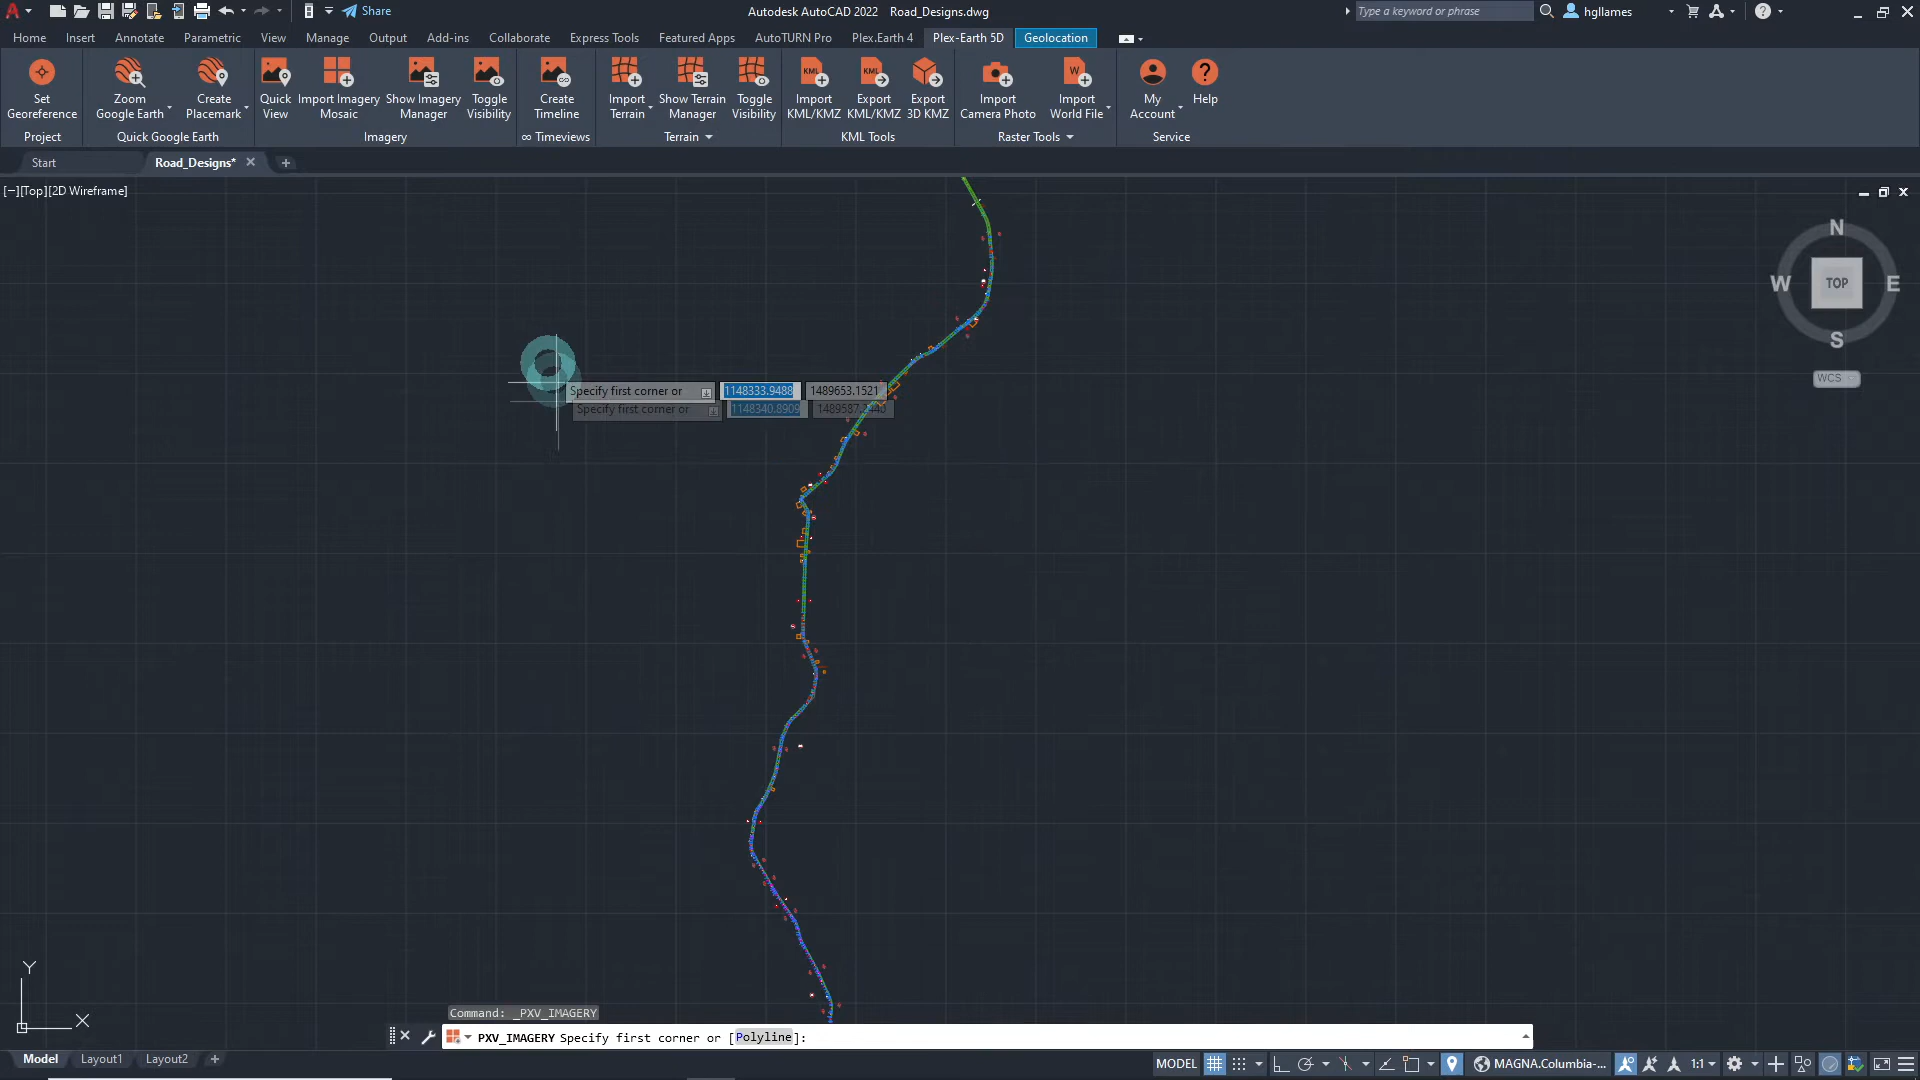 Share
Autodesk AutoCAD 2022 Road_Designs.dwg
Type a keyword or phrase
hgllames
Home Insert Annotate Parametric View Manage Output Add-ins Collaborate Express Tools Featured Apps AutoTURN Pro Plex.Earth 4 Plex-Earth 5D Geolocation
Set Georeference
Zoom Google Earth
Create Placemark
Quick View
Import Imagery Mosaic
Show Imagery Manager
Toggle Visibility
Create Timeline
Import Terrain
Show Terrain Manager
Toggle Visibility
Import KML/KMZ
Export KML/KMZ
Export 3D KMZ
Import Camera Photo
Import World File
My Account
Help
Project Quick Google Earth Imagery ∞ Timeviews Terrain KML Tools Raster Tools Service
Start Road_Designs*
[−][Top][2D Wireframe]
N
W TOP E
S
WCS
Specify first corner or 1148333.9488 1489653.1521
Specify first corner or 1148340.8909 1489587.2440
Y
X
Command: _PXV_IMAGERY
PXV_IMAGERY Specify first corner or [Polyline]:
Model Layout1 Layout2
MODEL MAGNA.Columbia-... 1:1